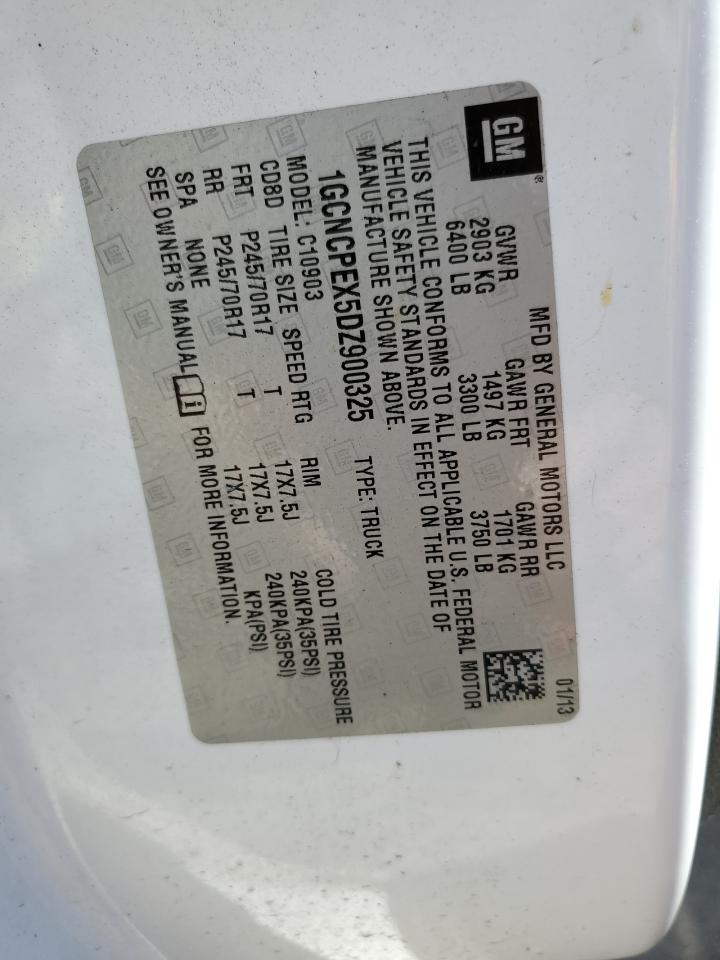 GM
MFD BY GENERAL MOTORS LLC 01/13
GVWR GAWR FRT GAWR RR
2903 KG 1497 KG 1701 KG
6400 LB 3300 LB 3750 LB
THIS VEHICLE CONFORMS TO ALL APPLICABLE U.S. FEDERAL MOTOR
VEHICLE SAFETY STANDARDS IN EFFECT ON THE DATE OF
MANUFACTURE SHOWN ABOVE.
1GCNCPEX5DZ900325 TYPE: TRUCK
MODEL: C10903
CD8D TIRE SIZE SPEED RTG RIM COLD TIRE PRESSURE
FRT P245/70R17 T 17X7.5J 240KPA(35PSI)
RR P245/70R17 T 17X7.5J 240KPA(35PSI)
SPA NONE 17X7.5J KPA(PSI)
SEE OWNER'S MANUAL FOR MORE INFORMATION.